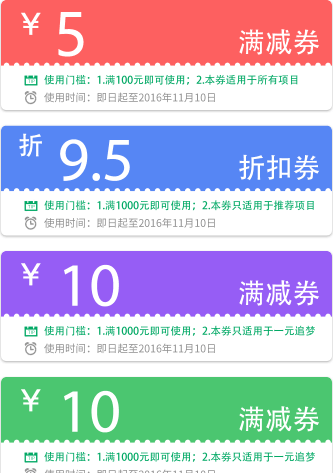 ¥ 5
满减券
使用门槛：1.满100元即可使用；2.本券适用于所有项目
使用时间：即日起至2016年11月10日
折 9.5
折扣券
使用门槛：1.满1000元即可使用；2.本券只适用于推荐项目
使用时间：即日起至2016年11月10日
¥ 10
满减券
使用门槛：1.满1000元即可使用；2.本券只适用于一元追梦
使用时间：即日起至2016年11月10日
¥ 10
满减券
使用门槛：1.满1000元即可使用；2.本券只适用于一元追梦
使用时间：即日起至2016年11月10日